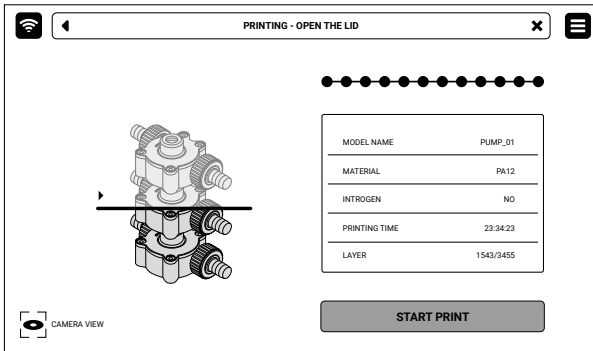 PRINTING - OPEN THE LID
MODEL NAME PUMP_01
MATERIAL PA12
INTROGEN NO
PRINTING TIME 23:34:23
LAYER 1543/3455
START PRINT
CAMERA VIEW